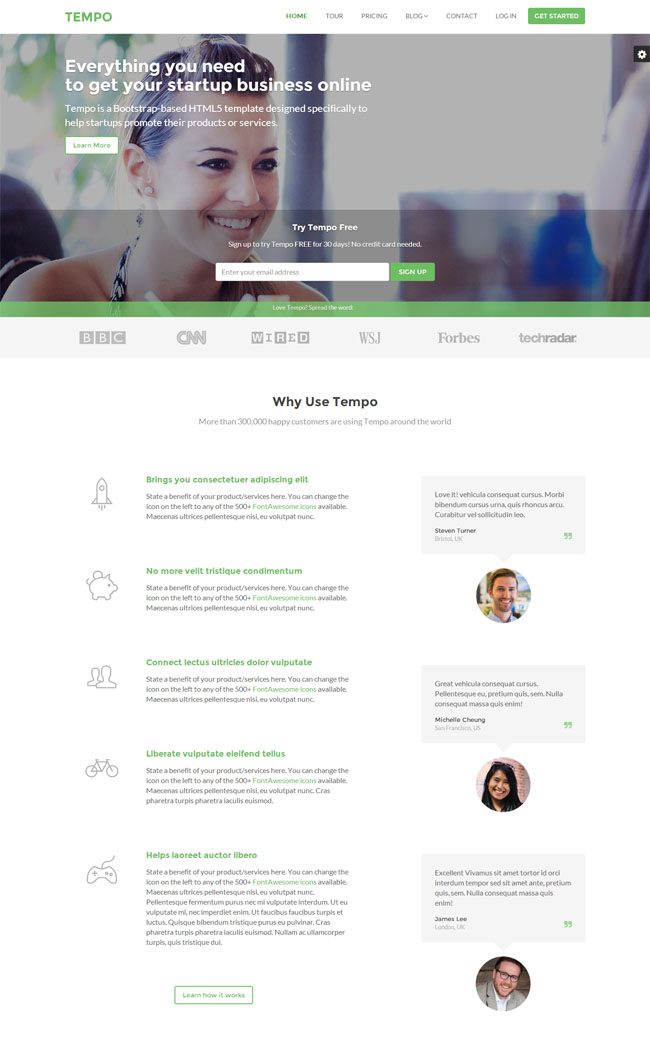 TEMPO
HOME TOUR PRICING BLOG CONTACT LOG IN GET STARTED
Everything you need
to get your startup business online
Tempo is a Bootstrap-based HTML5 template designed specifically to
help startups promote their products or services.
Learn More
Try Tempo Free
Sign up to try Tempo FREE for 30 days! No credit card needed.
Enter your email address
SIGN UP
Love Tempo? Spread the word:
BBC CNN WIRED WSJ Forbes techradar.
Why Use Tempo
More than 300,000 happy customers are using Tempo around the world
Brings you consectetuer adipiscing elit
State a benefit of your product/services here. You can change the
icon on the left to any of the 500+ FontAwesome icons available.
Maecenas ultrices pellentesque nisi, eu volutpat nunc.
Love it! vehicula consequat cursus. Morbi
bibendum cursus urna, quis rhoncus arcu.
Curabitur vel sollicitudin leo.
Steven Turner
Bristol, UK
No more velit tristique condimentum
State a benefit of your product/services here. You can change the
icon on the left to any of the 500+ FontAwesome icons available.
Maecenas ultrices pellentesque nisi, eu volutpat nunc.
Connect lectus ultricies dolor vulputate
State a benefit of your product/services here. You can change the
icon on the left to any of the 500+ FontAwesome icons available.
Maecenas ultrices pellentesque nisi, eu volutpat nunc.
Great vehicula consequat cursus.
Pellentesque eu, pretium quis, sem. Nulla
consequat massa quis enim!
Michelle Cheung
San Francisco, US
Liberate vulputate eleifend tellus
State a benefit of your product/services here. You can change the
icon on the left to any of the 500+ FontAwesome icons available.
Maecenas ultrices pellentesque nisi, eu volutpat nunc. Cras
pharetra turpis pharetra iaculis euismod.
Helps laoreet auctor libero
State a benefit of your product/services here. You can change the
icon on the left to any of the 500+ FontAwesome icons available.
Maecenas ultrices pellentesque nisi, eu volutpat nunc.
Pellentesque fermentum purus nec mi vulputate interdum. Ut eu
vulputate mi, nec imperdiet enim. Ut faucibus faucibus turpis et
luctus. Quisque bibendum tristique purus eu pulvinar. Cras
pharetra turpis pharetra iaculis euismod. Nullam ac ullamcorper
turpis, quis tristique dui.
Excellent Vivamus sit amet tortor id orci
interdum tempor sed sit amet ante, pretium
quis, sem. Nulla consequat massa quis
enim!
James Lee
London, UK
Learn how it works